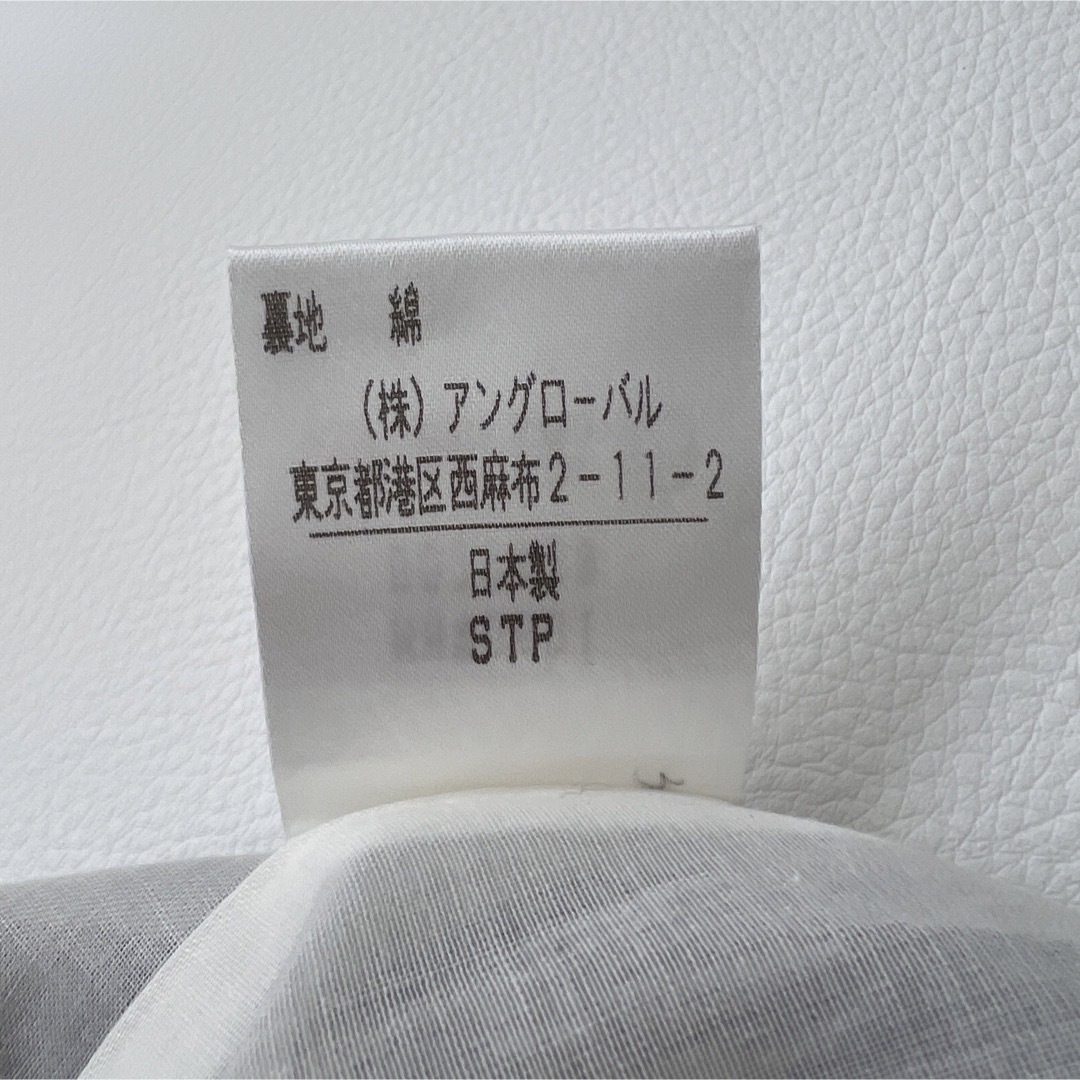 裏地　綿
(株) アングローバル
東京都港区西麻布2-11-2
日本製
STP